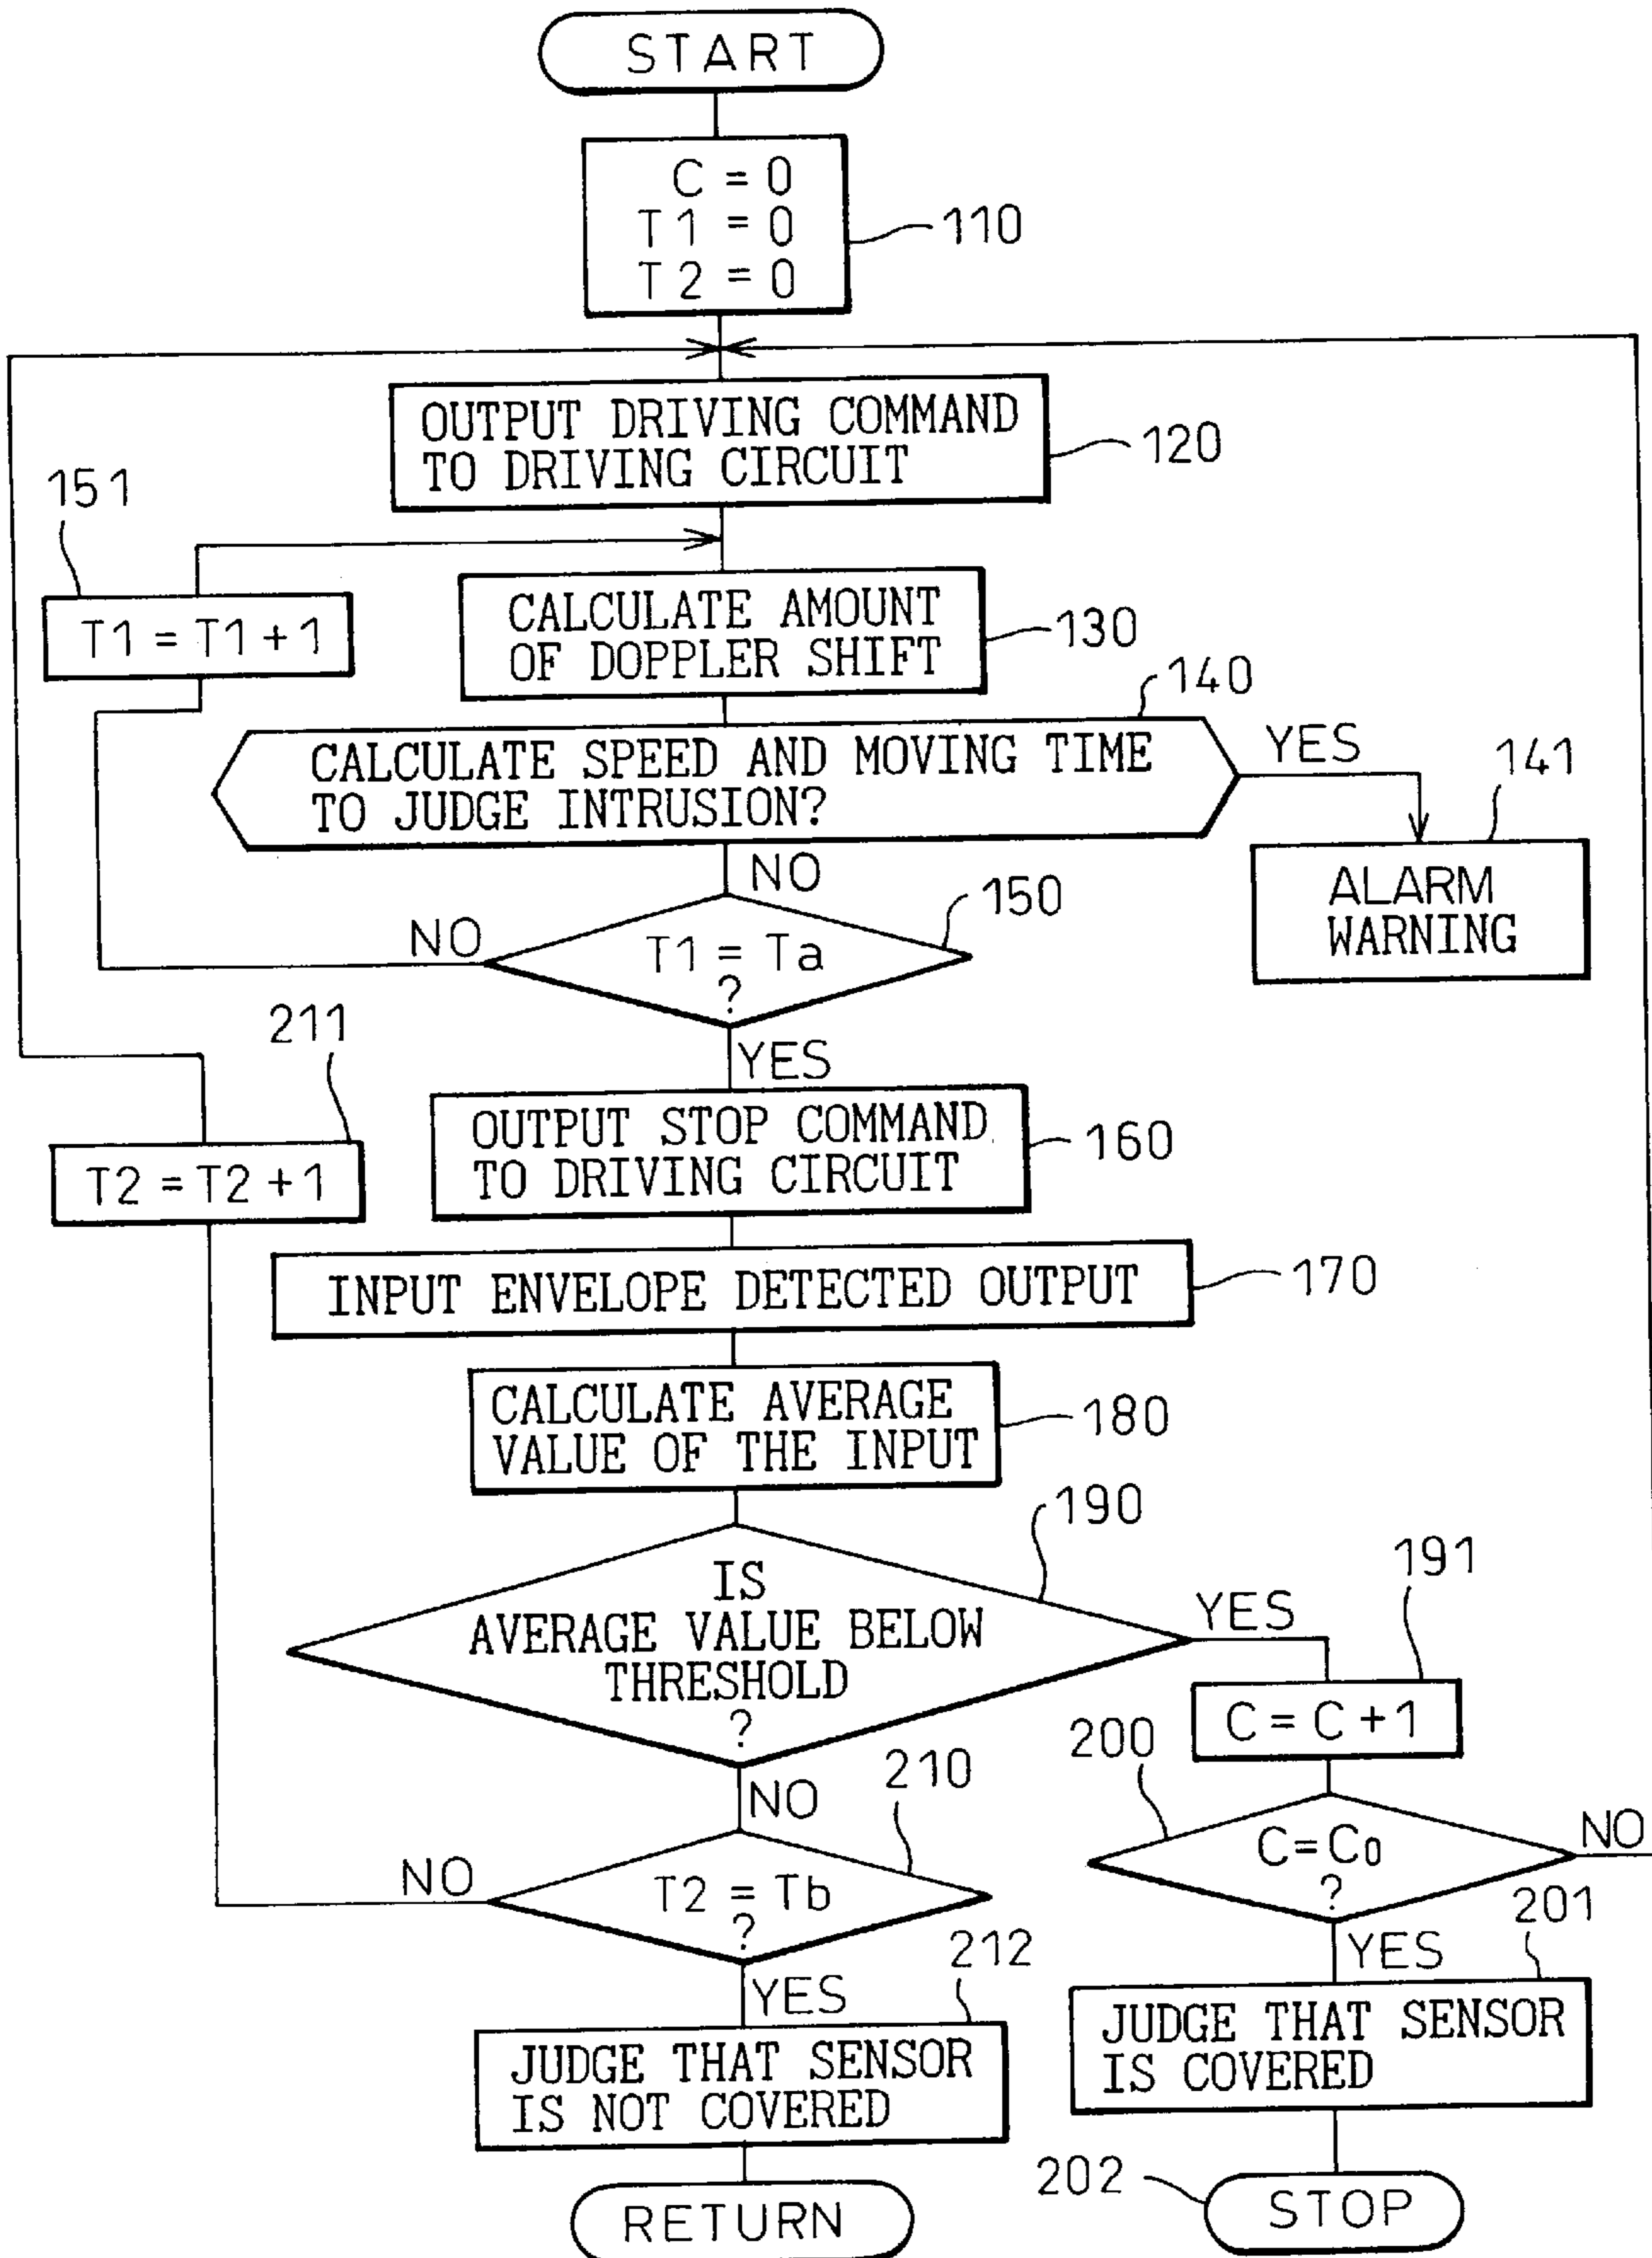 START
C = 0
T1 = 0
T2 = 0
110
OUTPUT DRIVING COMMAND
TO DRIVING CIRCUIT
120
151
T1 = T1 + 1
CALCULATE AMOUNT
OF DOPPLER SHIFT
130
140
CALCULATE SPEED AND MOVING TIME
TO JUDGE INTRUSION?
YES
141
ALARM
WARNING
NO
150
NO
T1 = Ta
?
211
YES
OUTPUT STOP COMMAND
TO DRIVING CIRCUIT
160
T2 = T2 + 1
INPUT ENVELOPE DETECTED OUTPUT
170
CALCULATE AVERAGE
VALUE OF THE INPUT
180
190
IS
AVERAGE VALUE BELOW
THRESHOLD
?
YES
191
C = C + 1
200
NO
210
C = C0
?
NO
NO
T2 = Tb
?
201
YES
212
YES
JUDGE THAT SENSOR
IS COVERED
JUDGE THAT SENSOR
IS NOT COVERED
202
STOP
RETURN